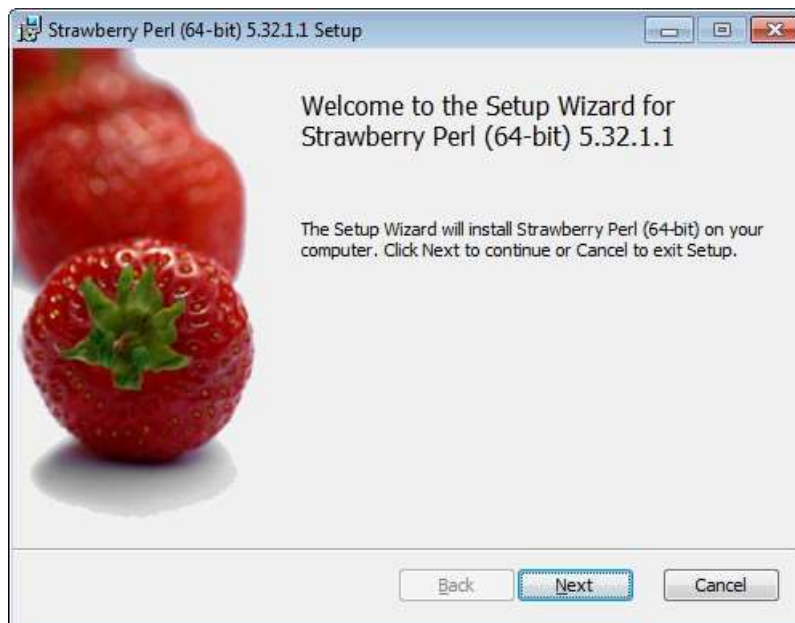 Strawberry Perl (64-bit) 5.32.1.1 Setup
Welcome to the Setup Wizard for
Strawberry Perl (64-bit) 5.32.1.1
The Setup Wizard will install Strawberry Perl (64-bit) on your
computer. Click Next to continue or Cancel to exit Setup.
Back Next Cancel